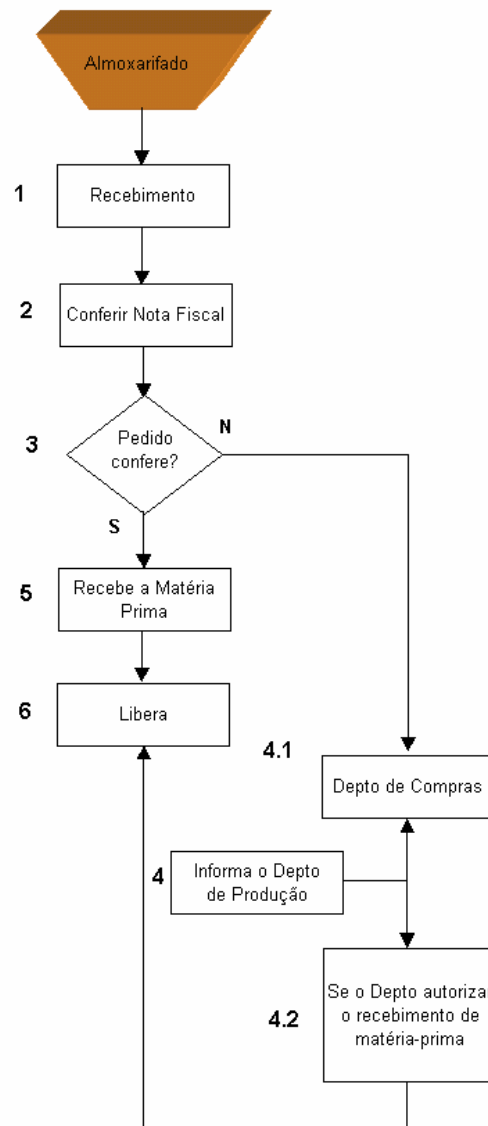 Almoxarifado
1
Recebimento
2
Conferir Nota Fiscal
3
Pedido
confere?
N
S
5
Recebe a Matéria
Prima
6
Libera
4.1
Depto de Compras
4
Informa o Depto
de Produção
4.2
Se o Depto autorizar
o recebimento de
matéria-prima